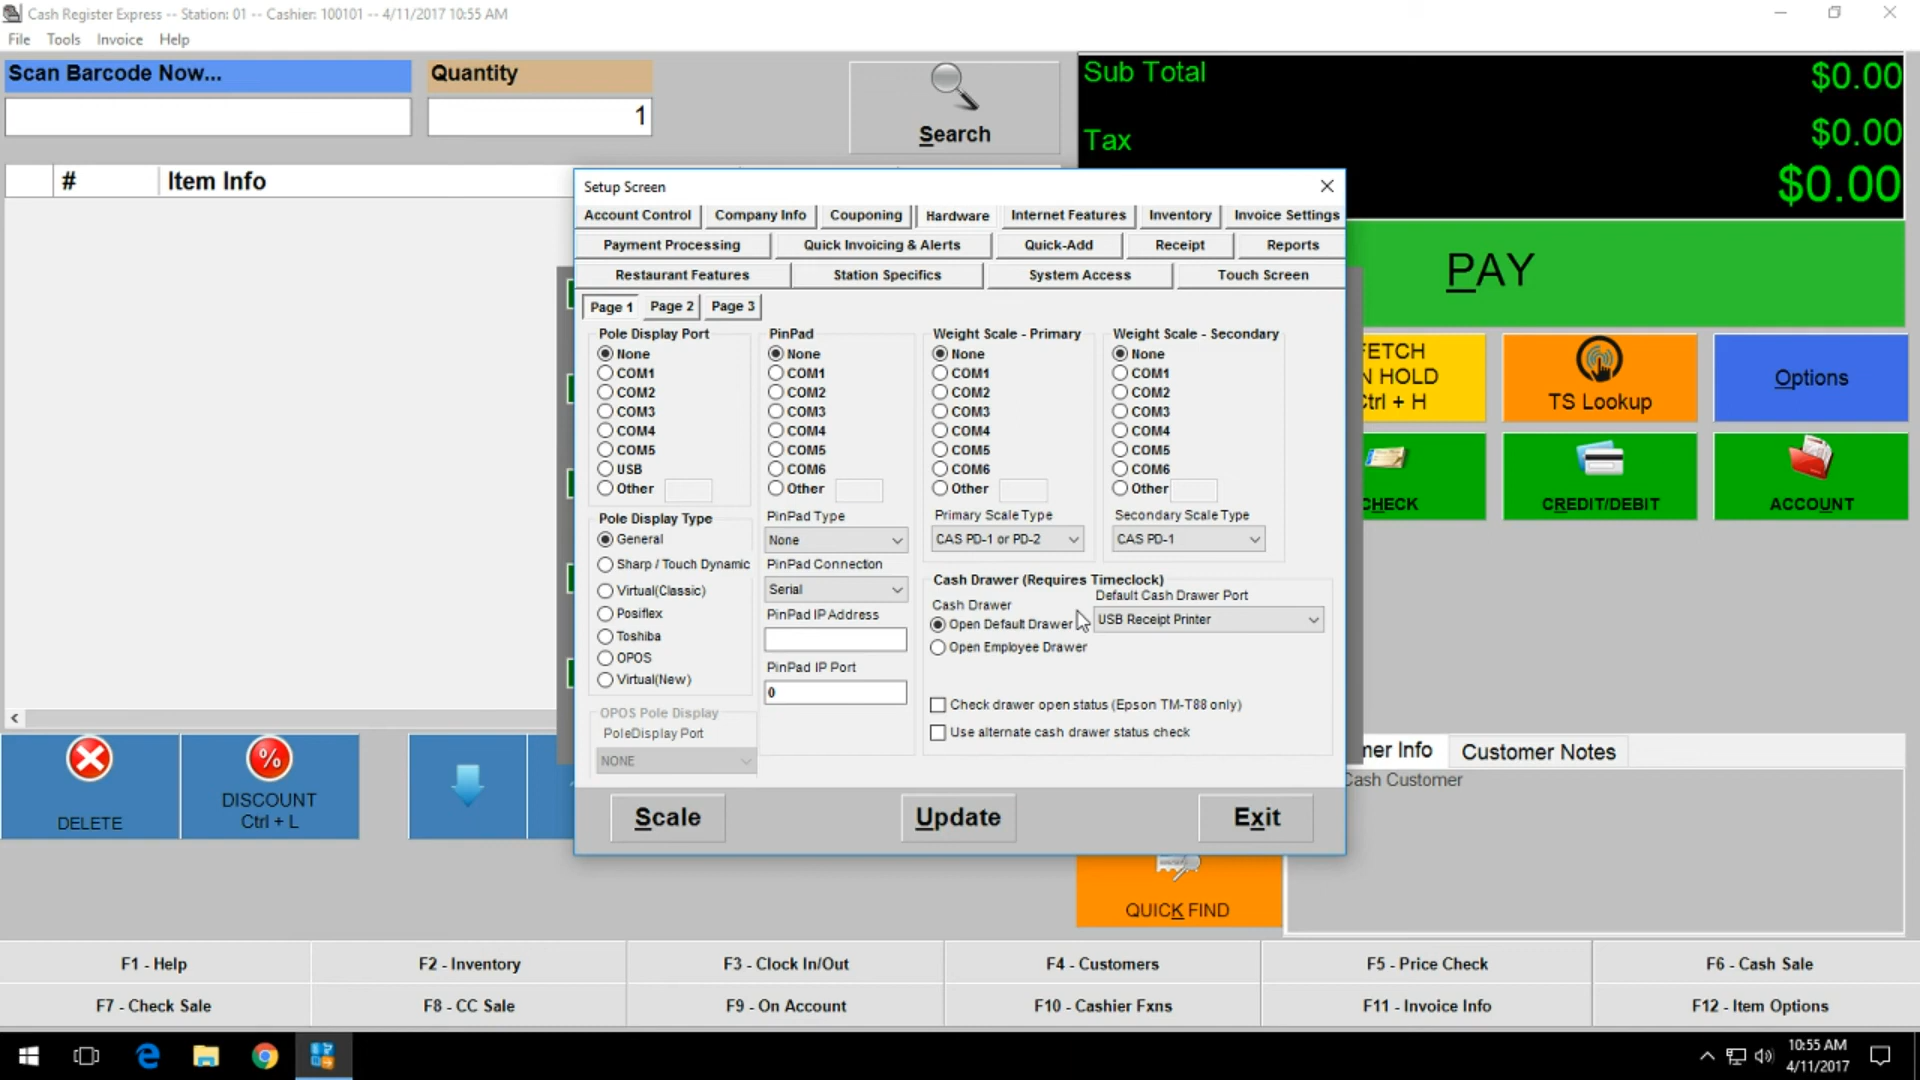 Cash Register Express -- Station: 01 -- Cashier: 100101 -- 4/11/2017 10:55 AM
File Tools Invoice Help
Scan Barcode Now...
Quantity
1
Search
Sub Total $0.00
Tax $0.00
$0.00
# Item Info
Setup Screen
Account Control Company Info Couponing Hardware Internet Features Inventory Invoice Settings
Payment Processing Quick Invoicing & Alerts Quick-Add Receipt Reports
Restaurant Features Station Specifics System Access Touch Screen
Page 1 Page 2 Page 3
Pole Display Port
None
COM1
COM2
COM3
COM4
COM5
USB
Other
Pole Display Type
General
Sharp / Touch Dynamic
Virtual(Classic)
Posiflex
Toshiba
OPOS
Virtual(New)
OPOS Pole Display
PoleDisplay Port
NONE
PinPad
None
COM1
COM2
COM3
COM4
COM5
COM6
Other
PinPad Type
None
PinPad Connection
Serial
PinPad IP Address
PinPad IP Port
0
Weight Scale - Primary
None
COM1
COM2
COM3
COM4
COM5
COM6
Other
Primary Scale Type
CAS PD-1 or PD-2
Weight Scale - Secondary
None
COM1
COM2
COM3
COM4
COM5
COM6
Other
Secondary Scale Type
CAS PD-1
Cash Drawer (Requires Timeclock)
Cash Drawer
Open Default Drawer
Open Employee Drawer
Default Cash Drawer Port
USB Receipt Printer
Check drawer open status (Epson TM-T88 only)
Use alternate cash drawer status check
Scale Update Exit
PAY
ETCH
N HOLD
Ctrl + H
TS Lookup
Options
CHECK
CREDIT/DEBIT
ACCOUNT
DELETE
DISCOUNT
Ctrl + L
mer Info Customer Notes
Cash Customer
QUICK FIND
F1 - Help F2 - Inventory F3 - Clock In/Out F4 - Customers F5 - Price Check F6 - Cash Sale
F7 - Check Sale F8 - CC Sale F9 - On Account F10 - Cashier Fxns F11 - Invoice Info F12 - Item Options
10:55 AM
4/11/2017